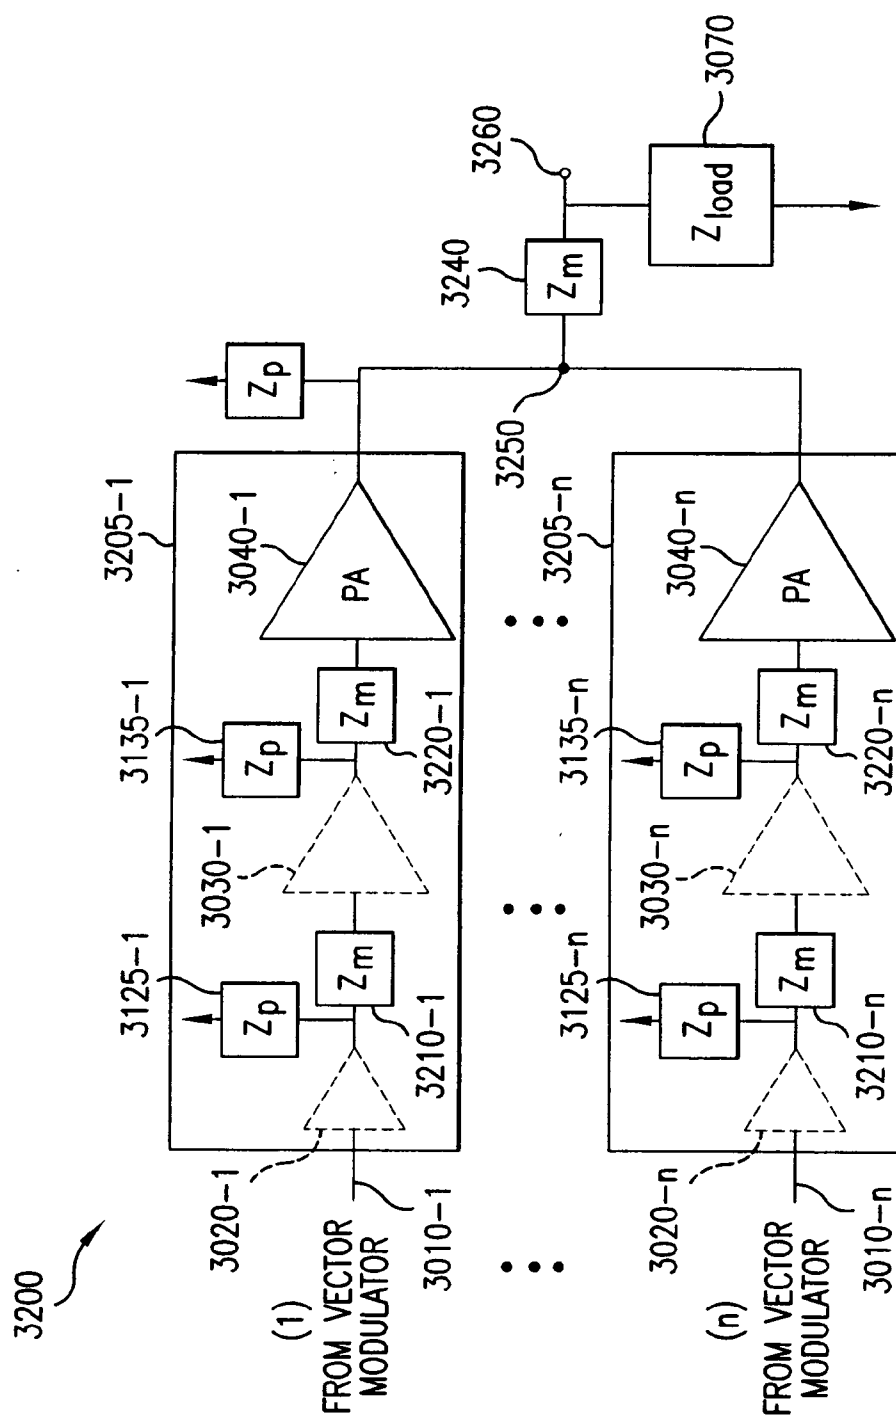 3200
(1)
FROM VECTOR
MODULATOR
3010-1
3020-1
3125-1
Zp
Zm
3210-1
3030-1
3135-1
Zp
Zm
3220-1
3040-1
PA
3205-1
Zp
3250
3240
Zm
3260
Zload
3070
(n)
FROM VECTOR
MODULATOR
3010-n
3020-n
3125-n
Zp
Zm
3210-n
3030-n
3135-n
Zp
Zm
3220-n
3040-n
PA
3205-n